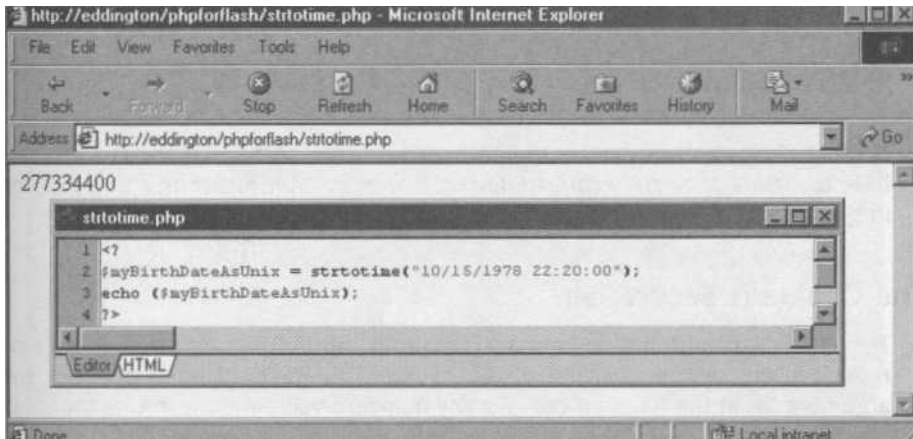 http://eddington/phpforflash/strtotime.php - Microsoft Internet Explorer
File Edit View Favorites Tools Help
Back Forward Stop Refresh Home Search Favorites History Mail
Address http://eddington/phpforflash/strtotime.php Go
277334400
strtotime.php
1 <?
2 $myBirthDateAsUnix = strtotime("10/15/1978 22:20:00");
3 echo ($myBirthDateAsUnix);
4 ?>
Editor HTML
Done Local intranet